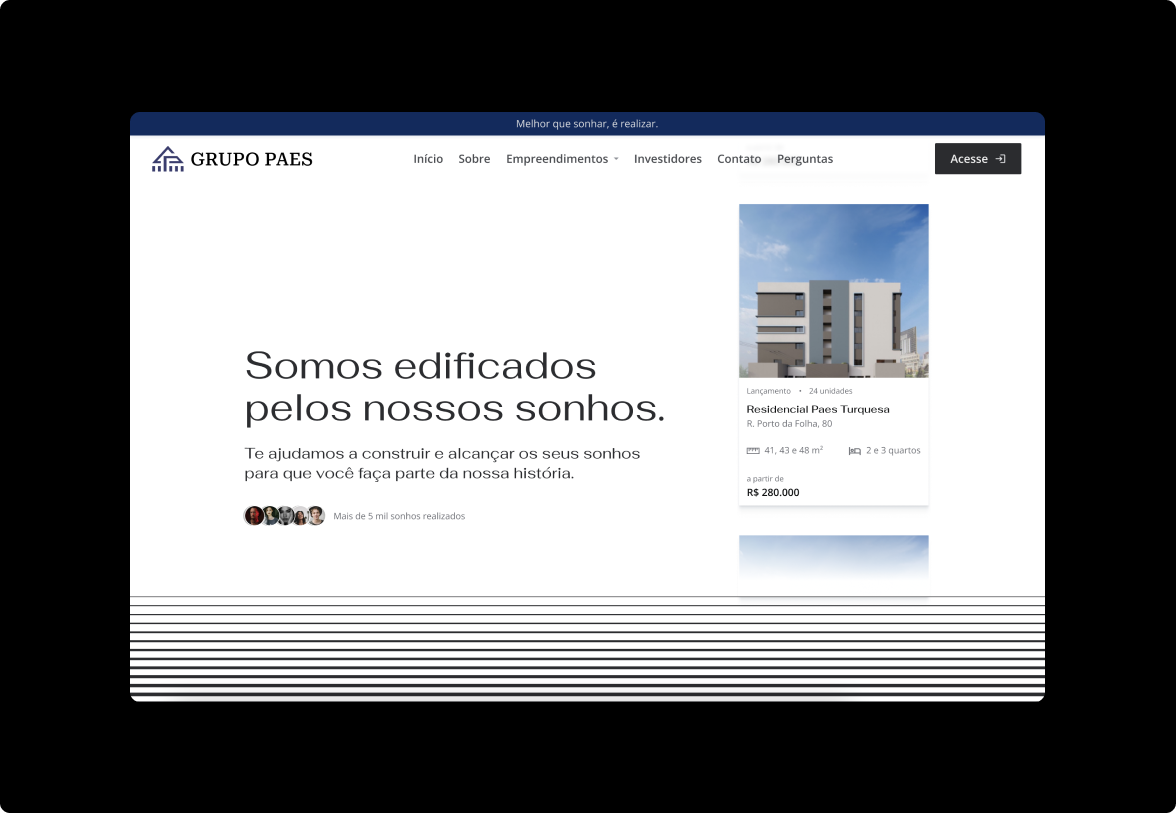 Melhor que sonhar, é realizar.
GRUPO PAES
Início
Sobre
Empreendimentos
Investidores
Contato
Perguntas
Acesse
Lançamento • 24 unidades
Residencial Paes Turquesa
R. Porto da Folha, 80
41, 43 e 48 m²
2 e 3 quartos
a partir de
R$ 280.000
Somos edificados
pelos nossos sonhos.
Te ajudamos a construir e alcançar os seus sonhos
para que você faça parte da nossa história.
Mais de 5 mil sonhos realizados